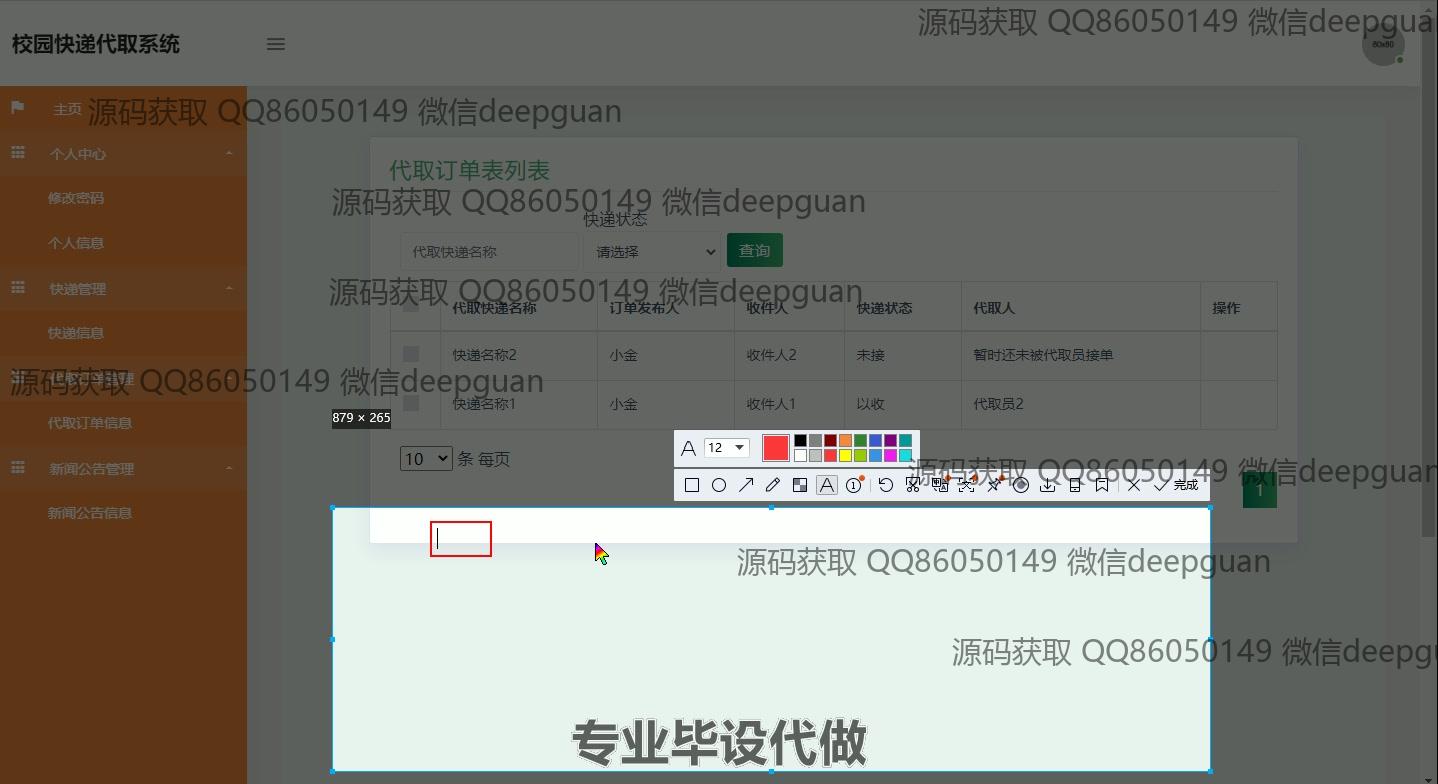 源码获取 QQ86050149 微信deepgua
校园快递代取系统
60x60
主页
源码获取 QQ86050149 微信deepguan
个人中心
修改密码
个人信息
快递管理
快递信息
源码获取 QQ86050149 微信deepguan
代取订单管理
代取订单信息
新闻公告管理
新闻公告信息
代取订单表列表
源码获取 QQ86050149 微信deepguan
快递状态
代取快递名称 请选择 查询
源码获取 QQ86050149 微信deepguan
代取快递名称 订单发布人 收件人 快递状态 代取人 操作
快递名称2 小金 收件人2 未接 暂时还未被代取员接单
快递名称1 小金 收件人1 以收 代取员2
879 × 265
10 条 每页
A 12
A 1 完成
源码获取 QQ86050149 微信deepguan
1
源码获取 QQ86050149 微信deepguan
源码获取 QQ86050149 微信deepgu
专业毕设代做